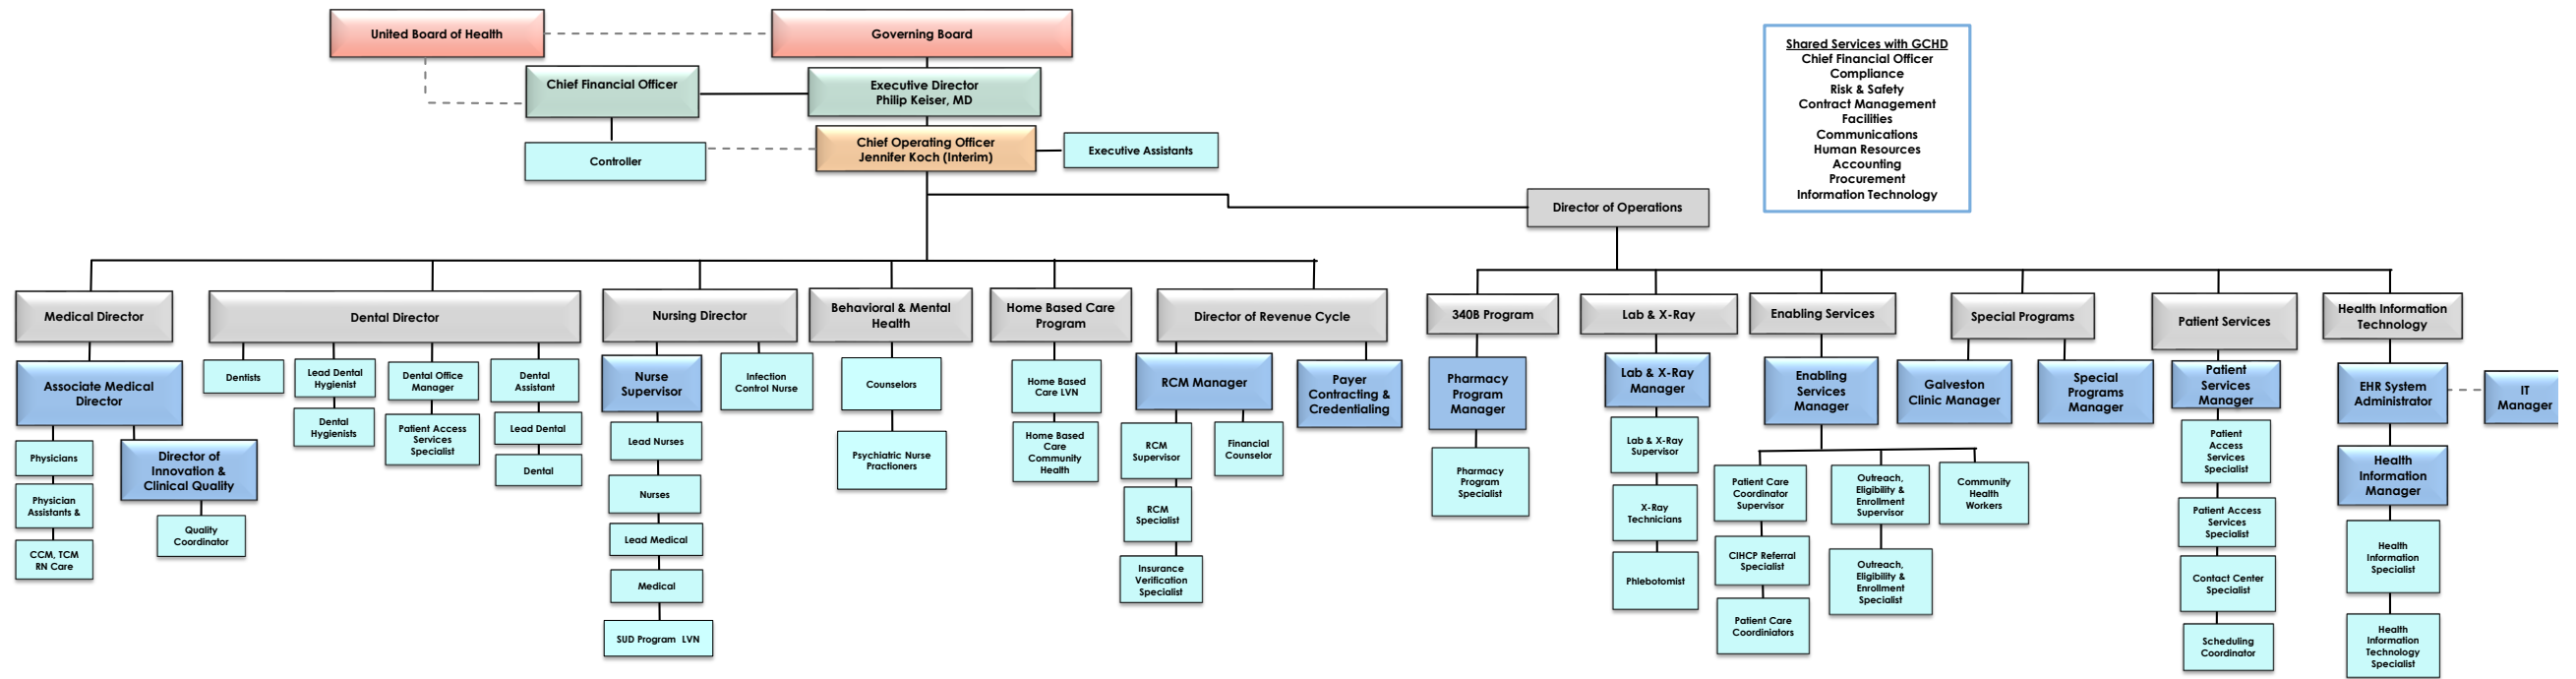 United Board of Health
Governing Board
Shared Services with GCHD
Chief Financial Officer
Compliance
Risk & Safety
Contract Management
Facilities
Communications
Human Resources
Accounting
Procurement
Information Technology
Chief Financial Officer
Executive Director
Philip Keiser, MD
Controller
Chief Operating Officer
Jennifer Koch (Interim)
Executive Assistants
Director of Operations
Medical Director
Dental Director
Nursing Director
Behavioral & Mental
Health
Home Based Care
Program
Director of Revenue Cycle
340B Program
Lab & X-Ray
Enabling Services
Special Programs
Patient Services
Health Information
Technology
Associate Medical
Director
Physicians
Physician
Assistants &
CCM, TCM
RN Care
Director of
Innovation &
Clinical Quality
Quality
Coordinator
Dentists
Lead Dental
Hygienist
Dental
Hygienists
Dental Office
Manager
Patient Access
Services
Specialist
Dental
Assistant
Lead Dental
Dental
Nurse
Supervisor
Lead Nurses
Nurses
Lead Medical
Medical
SUD Program LVN
Infection
Control Nurse
Counselors
Psychiatric Nurse
Practioners
Home Based
Care LVN
Home Based
Care
Community
Health
RCM Manager
RCM
Supervisor
RCM
Specialist
Insurance
Verification
Specialist
Financial
Counselor
Payer
Contracting &
Credentialing
Pharmacy
Program
Manager
Pharmacy
Program
Specialist
Lab & X-Ray
Manager
Lab & X-Ray
Supervisor
X-Ray
Technicians
Phlebotomist
Enabling
Services
Manager
Patient Care
Coordinator
Supervisor
CIHCP Referral
Specialist
Patient Care
Coordiniators
Outreach,
Eligibility &
Enrollment
Supervisor
Outreach,
Eligibility &
Enrollment
Specialist
Community
Health
Workers
Galveston
Clinic Manager
Special
Programs
Manager
Patient
Services
Manager
Patient
Access
Services
Specialist
Patient Access
Services
Specialist
Contact Center
Specialist
Scheduling
Coordinator
EHR System
Administrator
IT
Manager
Health
Information
Manager
Health
Information
Specialist
Health
Information
Technology
Specialist